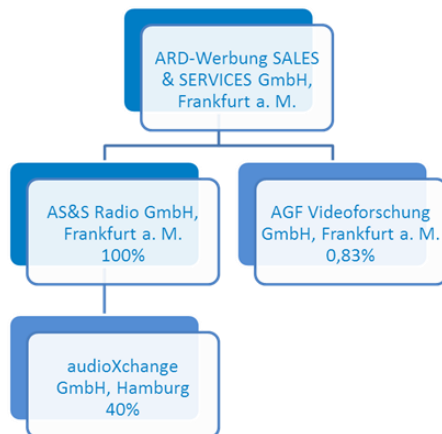 ARD-Werbung SALES
& SERVICES GmbH,
Frankfurt a. M.
AS&S Radio GmbH,
Frankfurt a. M.
100%
AGF Videoforschung
GmbH, Frankfurt a. M.
0,83%
audioXchange
GmbH, Hamburg
40%